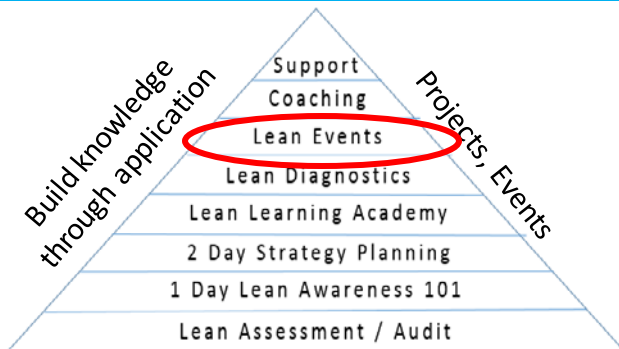 Build knowledge
through application
Projects, Events
Support
Coaching
Lean Events
Lean Diagnostics
Lean Learning Academy
2 Day Strategy Planning
1 Day Lean Awareness 101
Lean Assessment / Audit